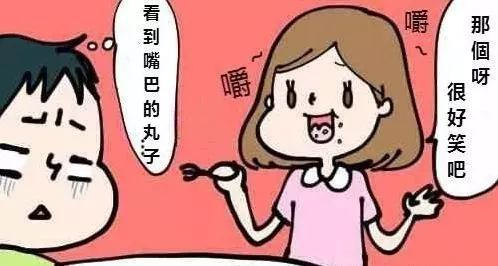 那個呀
很好笑吧
嚼
嚼
看到嘴巴的丸子…